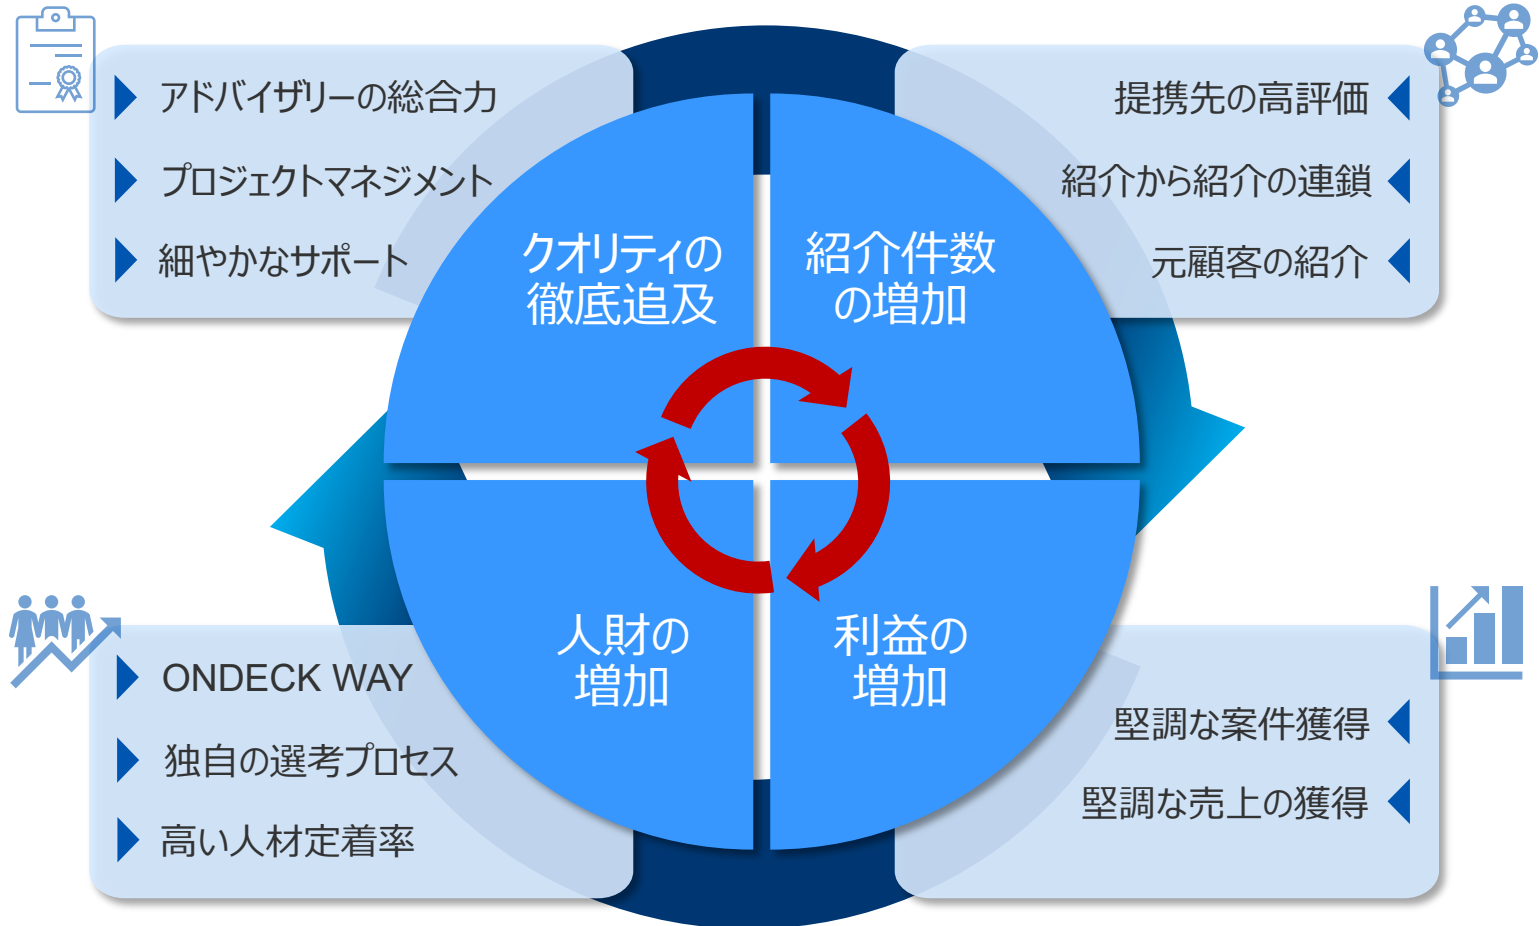 アドバイザリーの総合力
プロジェクトマネジメント
細やかなサポート
提携先の高評価
紹介から紹介の連鎖
元顧客の紹介
クオリティの
徹底追及
紹介件数
の増加
人財の
増加
利益の
増加
ONDECK WAY
独自の選考プロセス
高い人材定着率
堅調な案件獲得
堅調な売上の獲得